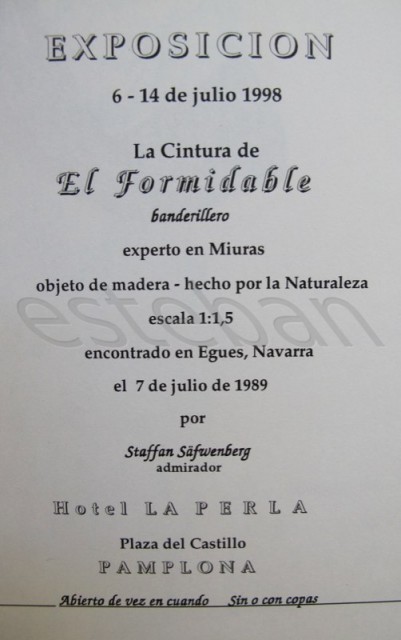 EXPOSICION
6 - 14 de julio 1998
La Cintura de
El Formidable
banderillero
experto en Miuras
objeto de madera - hecho por la Naturaleza
esteban
escala 1:1,5
encontrado en Egues, Navarra
el 7 de julio de 1989
por
Staffan Säfwenberg
admirador
Hotel LA PERLA
Plaza del Castillo
PAMPLONA
Abierto de vez en cuando Sin o con copas